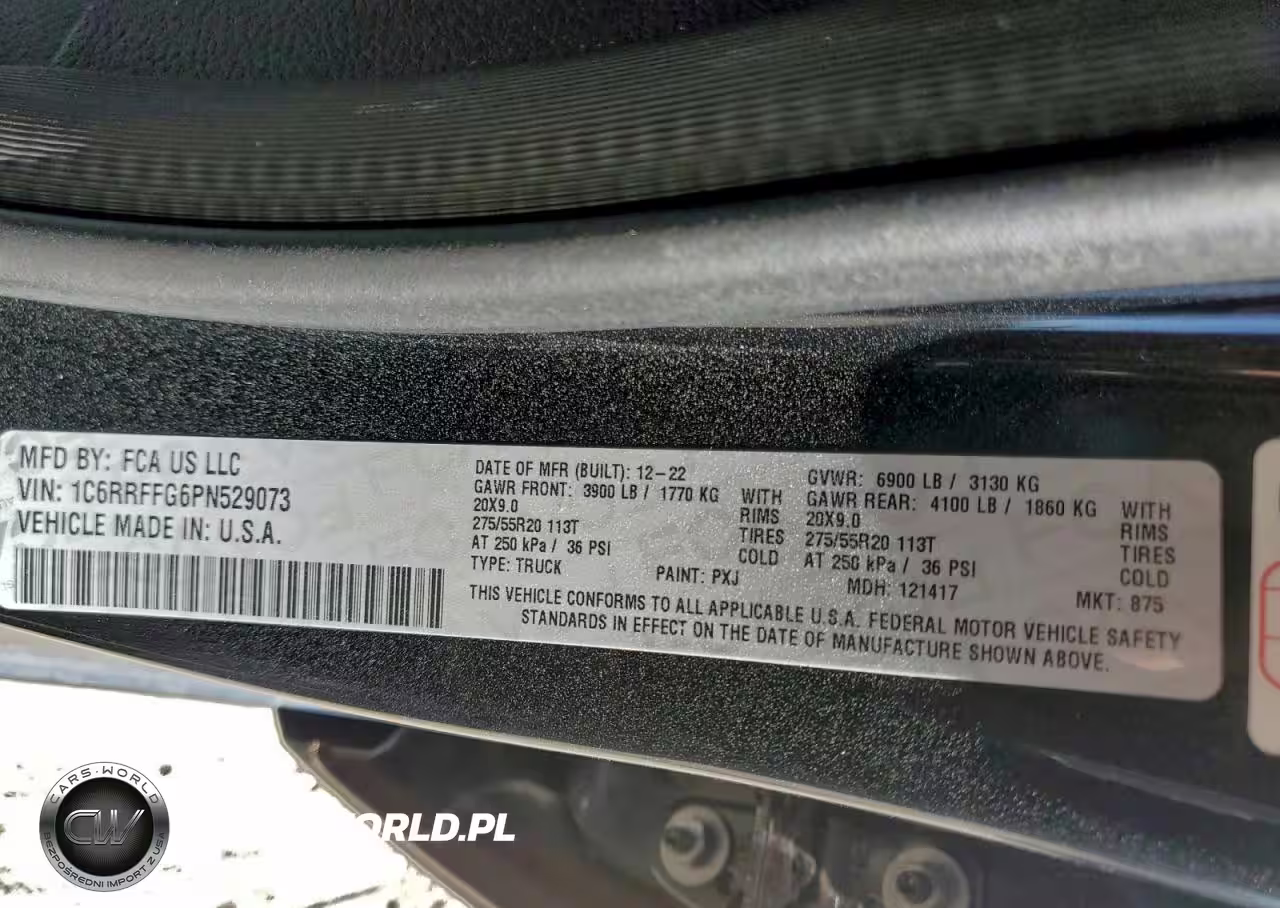 MFD BY: FCA US LLC
VIN: 1C6RRFFG6PN529073
VEHICLE MADE IN: U.S.A.
DATE OF MFR (BUILT): 12-22
GAWR FRONT: 3900 LB / 1770 KG WITH
20X9.0 RIMS
275/55R20 113T TIRES
AT 250 kPa / 36 PSI COLD
TYPE: TRUCK PAINT: PXJ
GVWR: 6900 LB / 3130 KG
GAWR REAR: 4100 LB / 1860 KG WITH
20X9.0 RIMS
275/55R20 113T TIRES
AT 250 kPa / 36 PSI COLD
MDH: 121417 MKT: 875
THIS VEHICLE CONFORMS TO ALL APPLICABLE U.S.A. FEDERAL MOTOR VEHICLE SAFETY
STANDARDS IN EFFECT ON THE DATE OF MANUFACTURE SHOWN ABOVE.
CARS-WORLD
CW
BEZPOŚREDNI IMPORT Z USA
ORLD.PL